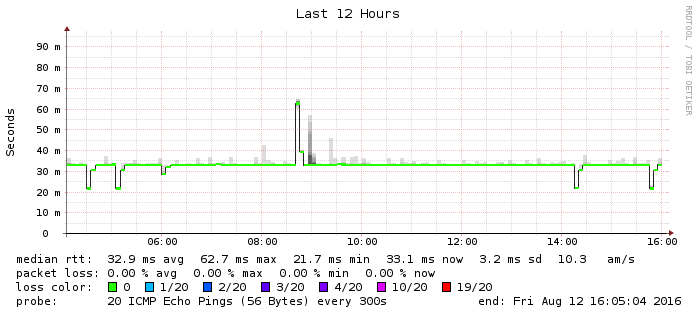 Last 12 Hours
RRDTOOL / TOBI OETIKER
Seconds
90 m
80 m
70 m
60 m
50 m
40 m
30 m
20 m
10 m
0
06:00 08:00 10:00 12:00 14:00 16:00
median rtt: 32.9 ms avg 62.7 ms max 21.7 ms min 33.1 ms now 3.2 ms sd 10.3 am/s
packet loss: 0.00 % avg 0.00 % max 0.00 % min 0.00 % now
loss color: 0 1/20 2/20 3/20 4/20 10/20 19/20
probe: 20 ICMP Echo Pings (56 Bytes) every 300s end: Fri Aug 12 16:05:04 2016